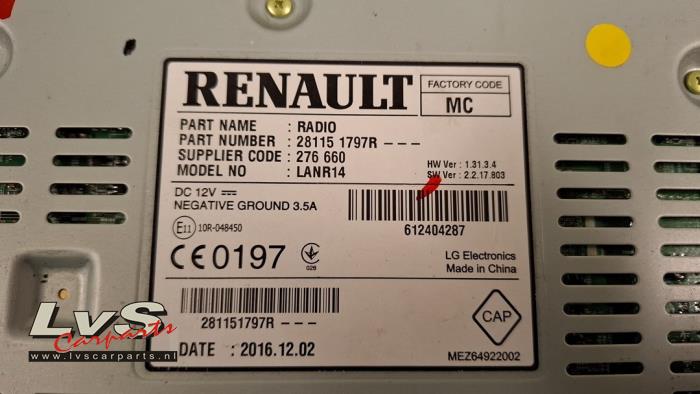 RENAULT
FACTORY CODE
MC
PART NAME : RADIO
PART NUMBER : 28115 1797R - - -
SUPPLIER CODE : 276 660
MODEL NO : LANR14
HW Ver : 1.31.3.4
SW Ver : 2.2.17.803
DC 12V
NEGATIVE GROUND 3.5A
612404287
E11 10R-048450
CE 0197
028
LG Electronics
Made in China
281151797R - - -
CAP
DATE : 2016.12.02
MEZ64922002
LvS
Carparts
www.lvscarparts.nl